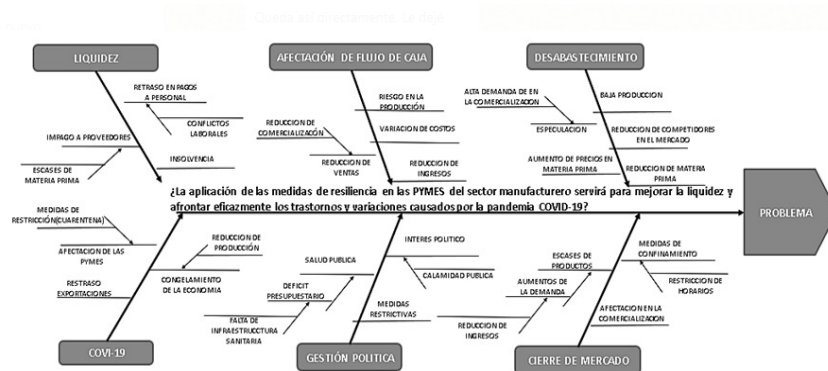 Queda así directamente. Le dejé
LIQUIDEZ
AFECTACIÓN DE FLUJO DE CAJA
DESABASTECIMIENTO
RETRASO EN PAGOS
A PERSONAL
CONFLICTOS
LABORALES
IMPAGO A PROVEEDORES
INSOLVENCIA
ESCASES DE
MATERIA PRIMA
RIESGO EN LA
PRODUCCIÓN
REDUCCION DE
COMERCIALIZACÓN
VARIACION DE COSTOS
REDUCCION DE
VENTAS
REDUCCION DE
INGRESOS
ALTA DEMANDA DE EN
LA COMERCIALIZACION
BAJA PRODUCCION
ESPECULACION
REDUCCION DE COMPETIDORES
EN EL MERCADO
AUMENTO DE PRECIOS EN
MATERIA PRIMA
REDUCCION DE MATERIA
PRIMA
¿La aplicación de las medidas de resiliencia en las PYMES del sector manufacturero servirá para mejorar la liquidez y
afrontar eficazmente los trastornos y variaciones causados por la pandemia COVID-19?
PROBLEMA
MEDIDAS DE
RESTRICCIÓN(CUARENTENA)
REDUCCION DE
PRODUCCIÓN
AFECTACION DE LAS
PYMES
CONGELAMIENTO
DE LA ECONOMIA
RESTRASO
EXPORTACIONES
INTERES POLITICO
SALUD PUBLICA
CALAMIDAD PUBLICA
DEFICIT
PRESUPUESTARIO
MEDIDAS
RESTRICTIVAS
FALTA DE
INFRAESTRUCCTURA
SANITARIA
MEDIDAS DE
CONFINAMIENTO
ESCASES DE
PRODUCTOS
RESTRICCION DE
HORARIOS
AUMENTOS DE
LA DEMANDA
REDUCCION DE
INGRESOS
AFECTACION EN LA
COMERCIALIZACION
COVI-19
GESTIÓN POLITICA
CIERRE DE MERCADO